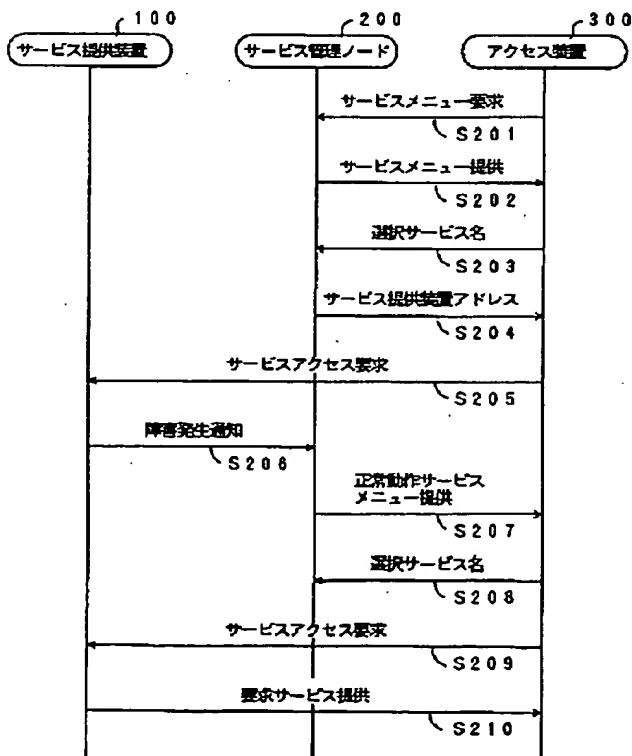 100
200
300
サービス提供装置
サービス管理ノード
アクセス装置
サービスメニュー要求
S201
サービスメニュー提供
S202
選択サービス名
S203
サービス提供装置アドレス
S204
サービスアクセス要求
S205
障害発生通知
S206
正常動作サービス
メニュー提供
S207
選択サービス名
S208
サービスアクセス要求
S209
要求サービス提供
S210